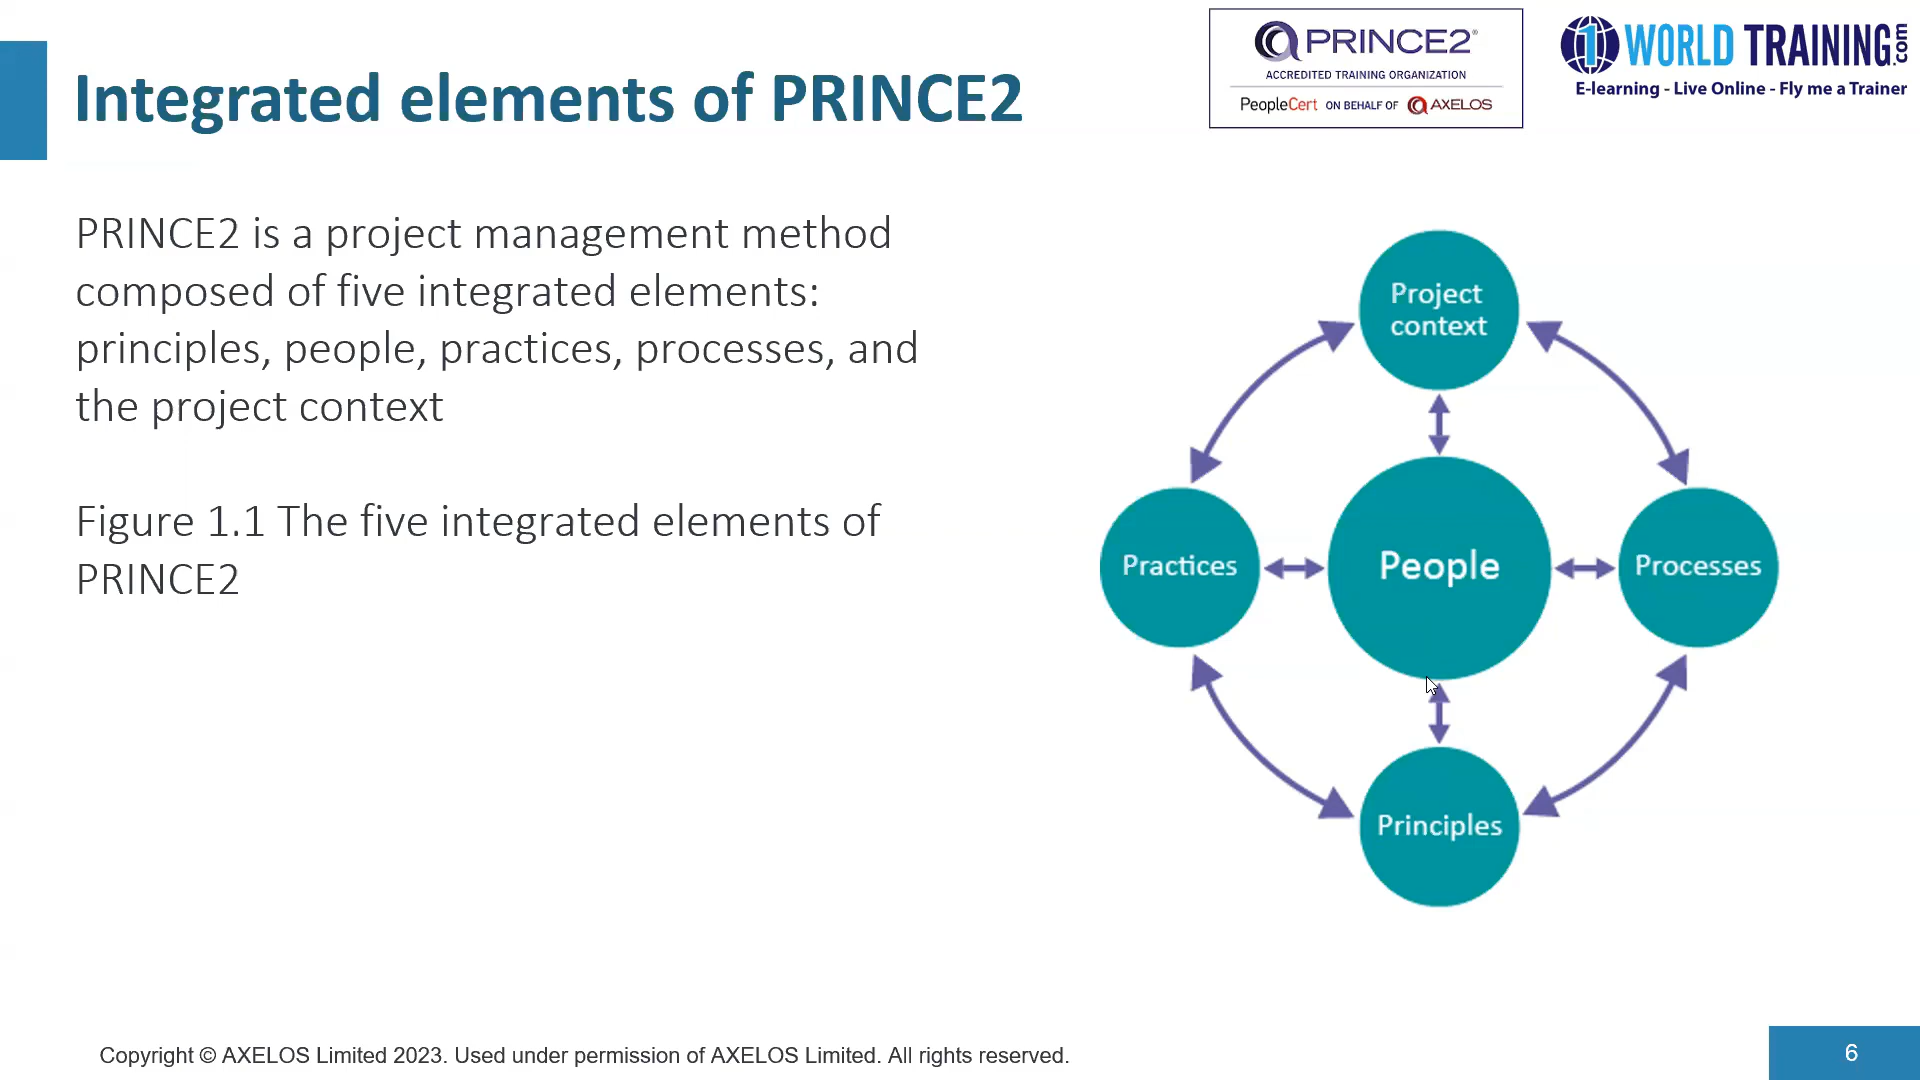 Integrated elements of PRINCE2
PRINCE2®
ACCREDITED TRAINING ORGANIZATION
PeopleCert ON BEHALF OF AXELOS
1WORLD TRAINING.com
E-learning - Live Online - Fly me a Trainer
PRINCE2 is a project management method
composed of five integrated elements:
principles, people, practices, processes, and
the project context
Figure 1.1 The five integrated elements of
PRINCE2
Project
context
Practices
People
Processes
Principles
Copyright © AXELOS Limited 2023. Used under permission of AXELOS Limited. All rights reserved.
6